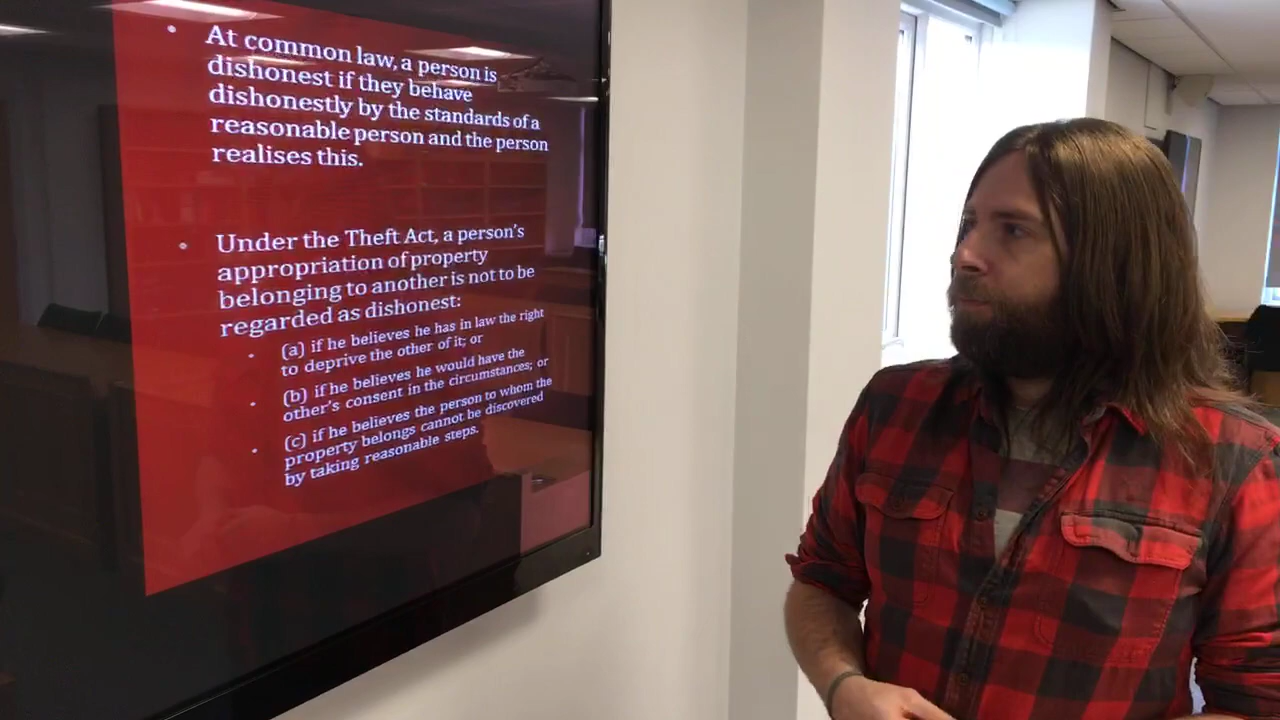 At common law, a person is
dishonest if they behave
dishonestly by the standards of a
reasonable person and the person
realises this.
Under the Theft Act, a person's
appropriation of property
belonging to another is not to be
regarded as dishonest:
(a) if he believes he has in law the right
to deprive the other of it; or
(b) if he believes he would have the
other's consent in the circumstances; or
(c) if he believes the person to whom the
property belongs cannot be discovered
by taking reasonable steps.